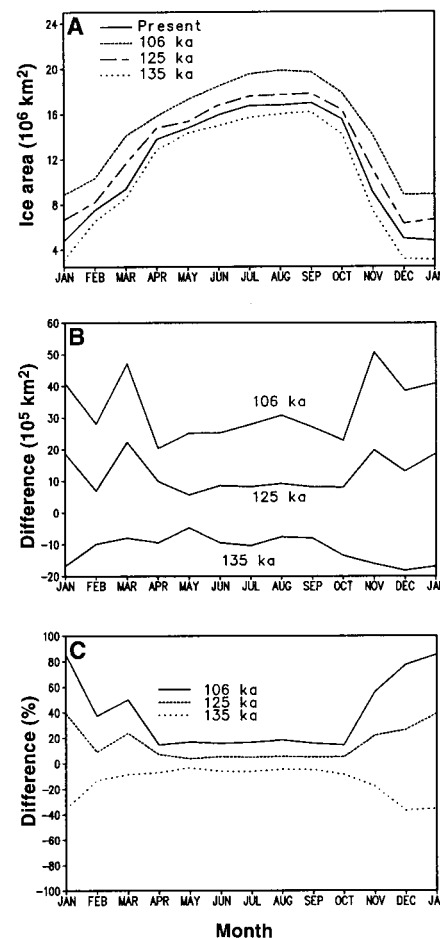 A
Present
106 ka
125 ka
135 ka
Ice area (10⁶ km²)
24
20
16
12
8
4
JAN FEB MAR APR MAY JUN JUL AUG SEP OCT NOV DEC JAN
B
Difference (10⁵ km²)
60
50
40
30
20
10
0
-10
-20
106 ka
125 ka
135 ka
JAN FEB MAR APR MAY JUN JUL AUG SEP OCT NOV DEC JAN
C
106 ka
125 ka
135 ka
Difference (%)
100
80
60
40
20
0
-20
-40
-60
-80
-100
JAN FEB MAR APR MAY JUN JUL AUG SEP OCT NOV DEC JAN
Month